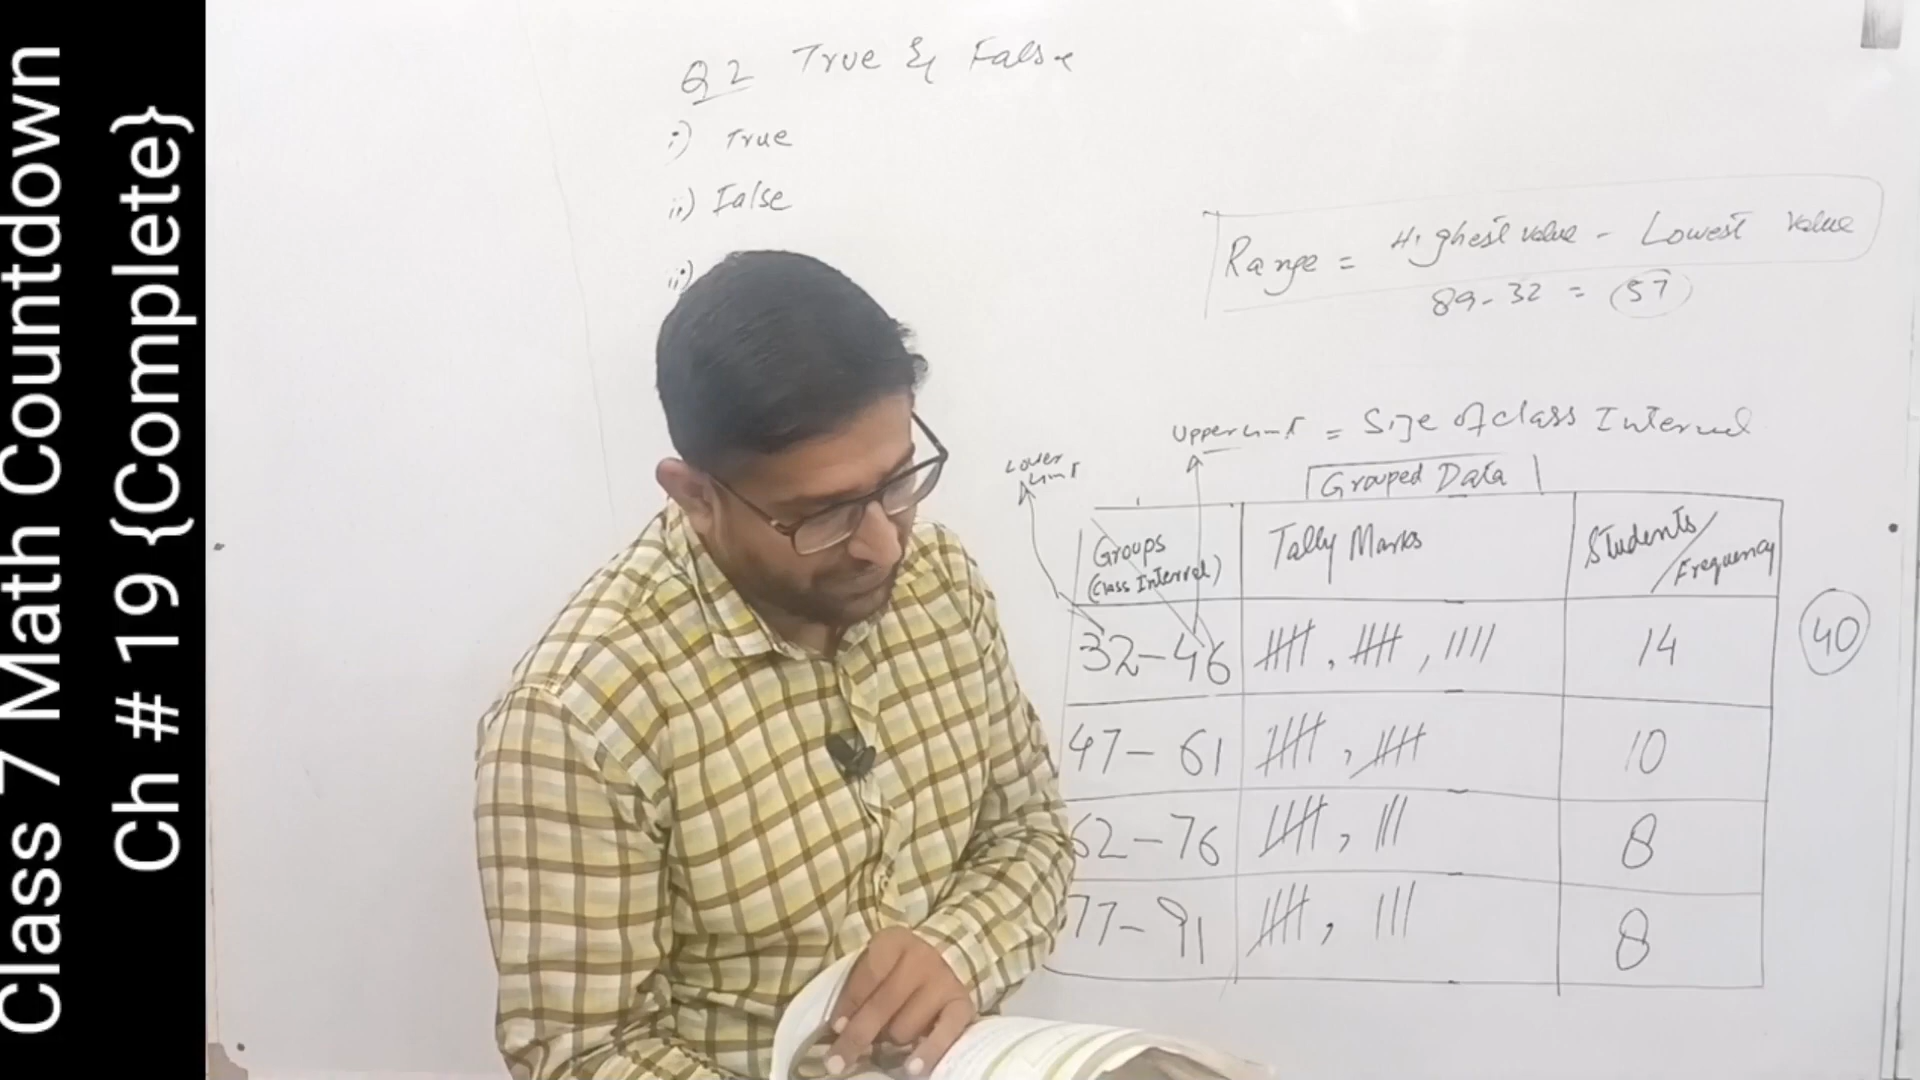 Class 7 Math Countdown
Ch # 19 {Complete}
Q2 True & False
i) True
ii) False
iii)
Range = Highest value - Lowest value
89 - 32 = 57
Upper Limit = Size of class Interval
Lower Limit
Grouped Data
Groups (Class Interval) Tally Marks Students/Frequency
32-46 , , //// 14
40
47-61 , 10
62-76 , /// 8
77-91 , /// 8